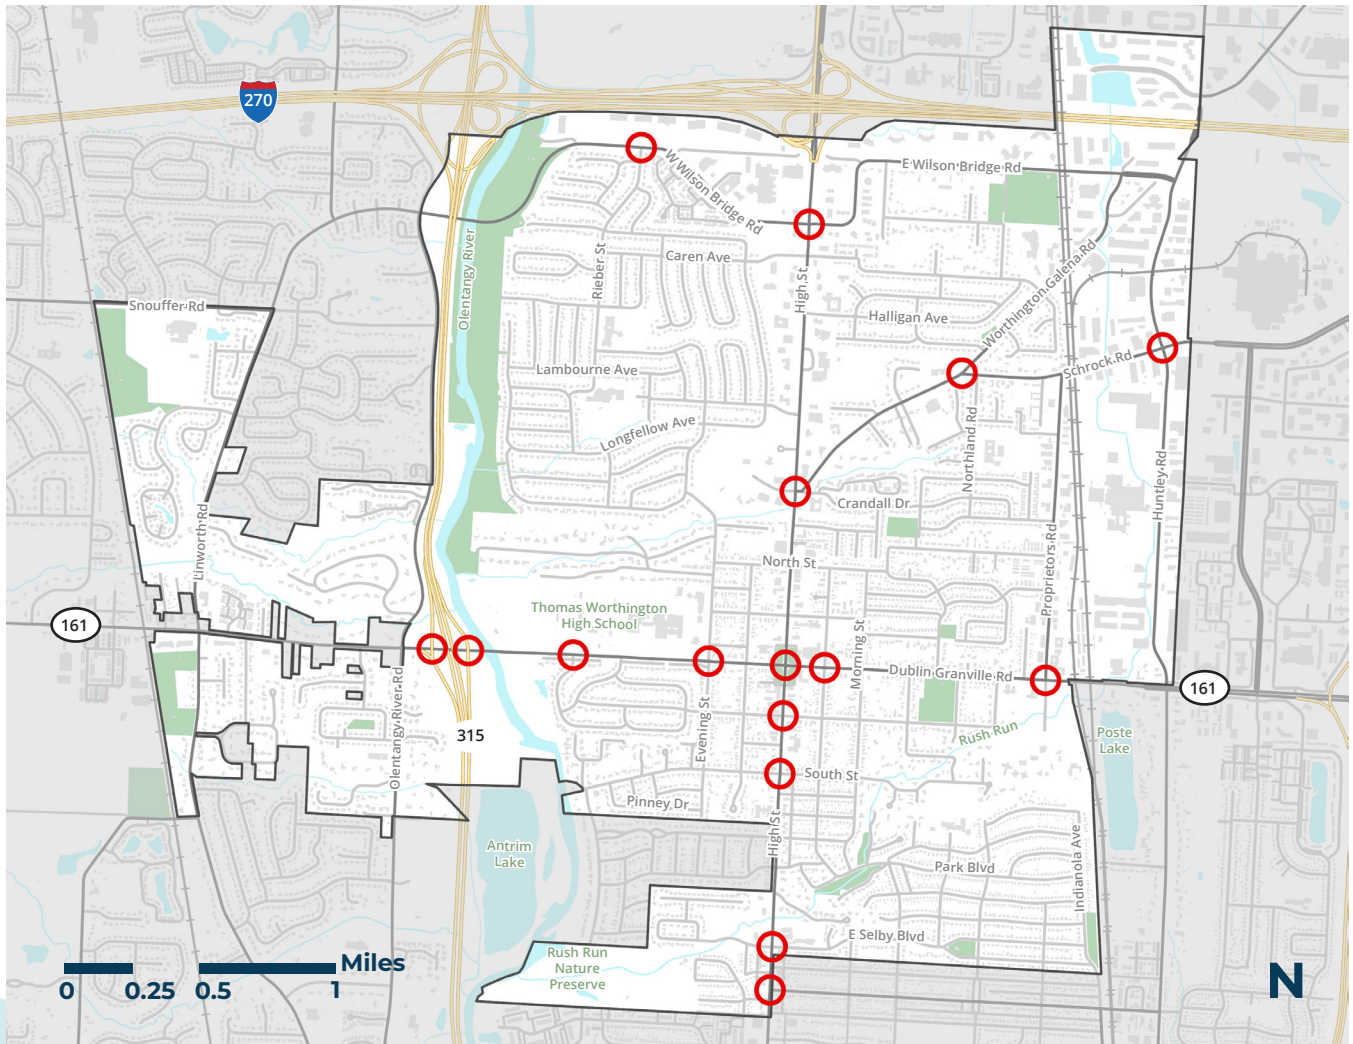 270
W Wilson Bridge Rd
E Wilson Bridge Rd
Olentangy River
Rieber St
Caren Ave
High St
Worthington Galena Rd
Snouffer Rd
Halligan Ave
Schrock Rd
Lambourne Ave
Longfellow Ave
Northland Rd
Crandall Dr
Huntley Rd
Linworth Rd
North St
Proprietors Rd
161
Thomas Worthington
High School
Morning St
Dublin Granville Rd
161
Olentangy River Rd
Evening St
315
Rush Run
Poste
Lake
South St
Pinney Dr
High St
Antrim
Lake
Park Blvd
Indianola Ave
E Selby Blvd
Rush Run
Nature
Preserve
Miles
0 0.25 0.5 1
N